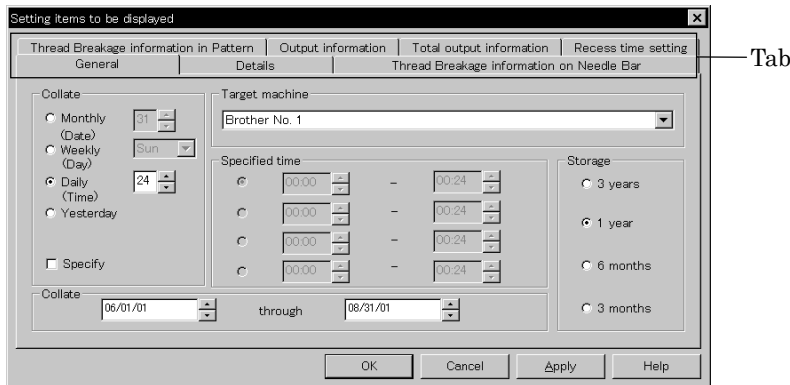 Setting items to be displayed
Thread Breakage information in Pattern
Output information
Total output information
Recess time setting
General
Details
Thread Breakage information on Needle Bar
Tab
Collate
Monthly
(Date)
31
Weekly
(Day)
Sun
Daily
(Time)
24
Yesterday
Specify
Target machine
Brother No. 1
Specified time
00:00 – 00:24
00:00 – 00:24
00:00 – 00:24
00:00 – 00:24
Storage
3 years
1 year
6 months
3 months
Collate
06/01/01 through 08/31/01
OK
Cancel
Apply
Help